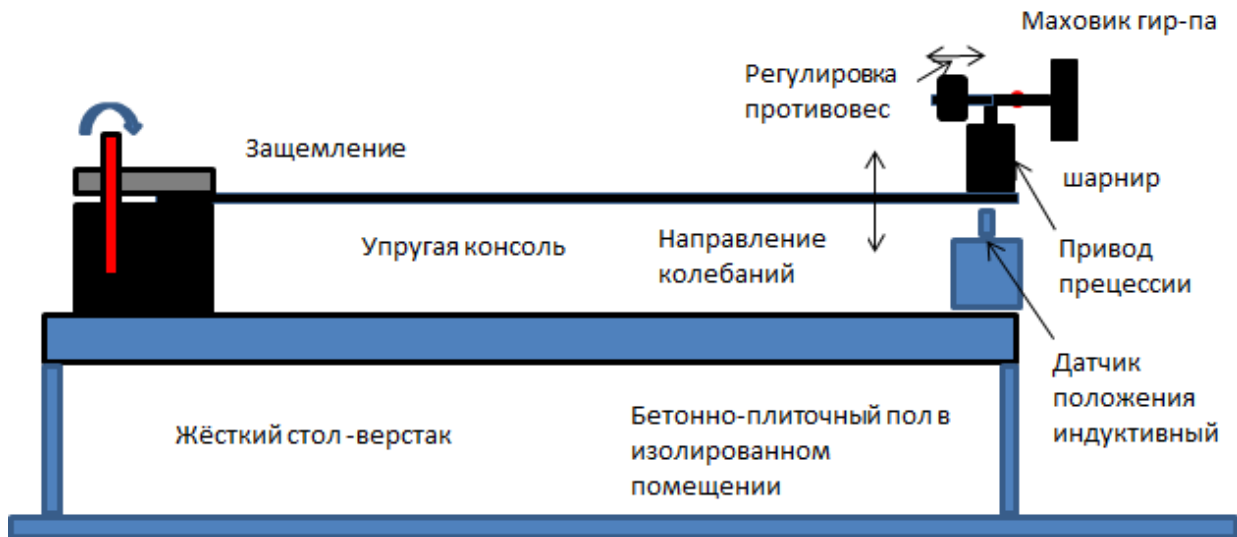 Маховик гир-па
Регулировка
противовес
Защемление
шарнир
Упругая консоль
Направление
колебаний
Привод
прецессии
Датчик
положения
индуктивный
Жёсткий стол -верстак
Бетонно-плиточный пол в
изолированном
помещении